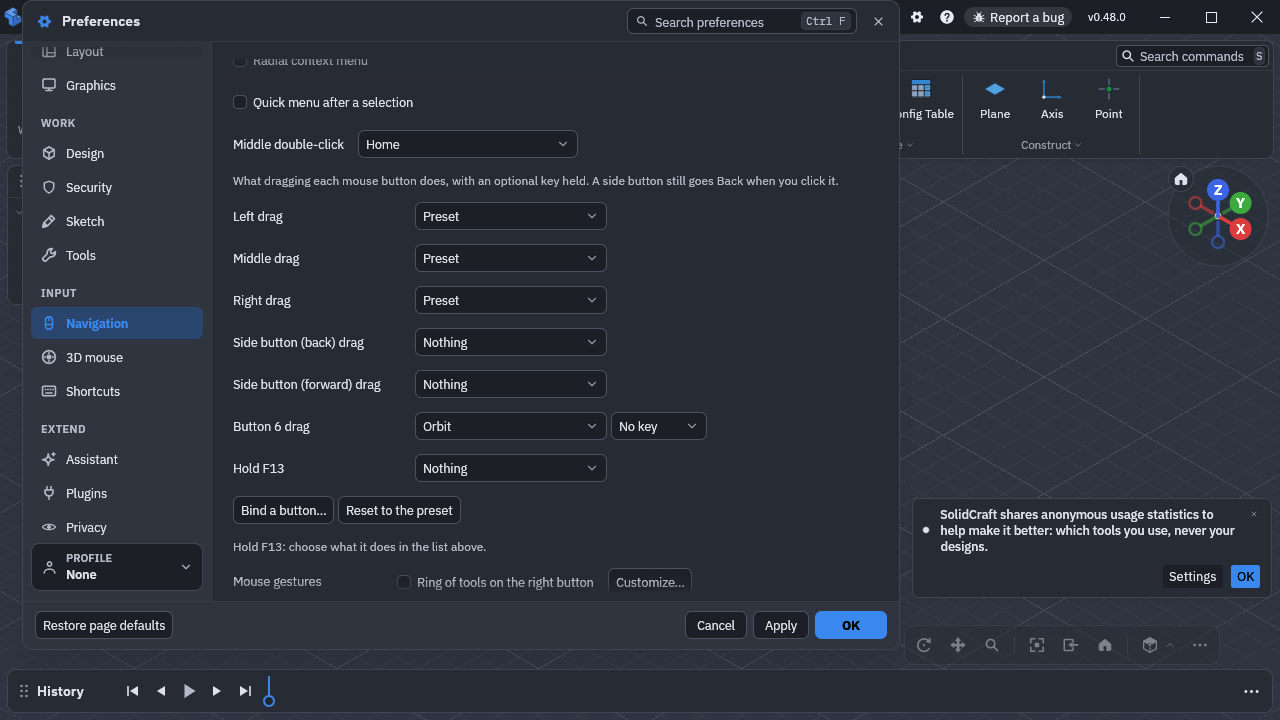 Preferences
Search preferences
Ctrl F
Report a bug
v0.48.0
Search commands
S
Layout
Graphics
WORK
Design
Security
Sketch
Tools
INPUT
Navigation
3D mouse
Shortcuts
EXTEND
Assistant
Plugins
Privacy
PROFILE
None
Radial context menu
Quick menu after a selection
Middle double-click
Home
What dragging each mouse button does, with an optional key held. A side button still goes Back when you click it.
Left drag
Preset
Middle drag
Preset
Right drag
Preset
Side button (back) drag
Nothing
Side button (forward) drag
Nothing
Button 6 drag
Orbit
No key
Hold F13
Nothing
Bind a button...
Reset to the preset
Hold F13: choose what it does in the list above.
Mouse gestures
Ring of tools on the right button
Customize...
Restore page defaults
Cancel
Apply
OK
Table
Plane
Axis
Point
Construct
Z
Y
X
SolidCraft shares anonymous usage statistics to
help make it better: which tools you use, never your
designs.
Settings
OK
History